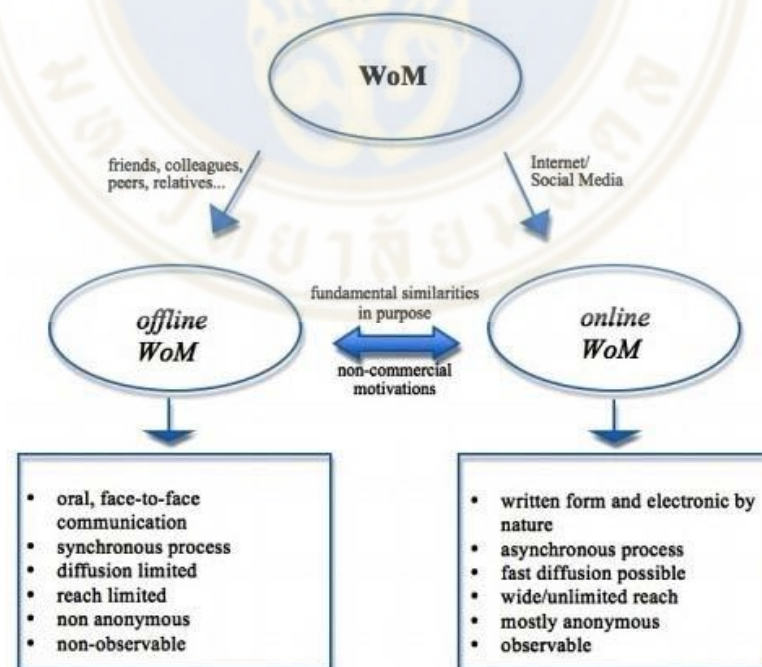 WoM
friends, colleagues,
peers, relatives...
Internet/
Social Media
offline
WoM
fundamental similarities
in purpose
non-commercial
motivations
online
WoM
• oral, face-to-face
communication
• synchronous process
• diffusion limited
• reach limited
• non anonymous
• non-observable
• written form and electronic by
nature
• asynchronous process
• fast diffusion possible
• wide/unlimited reach
• mostly anonymous
• observable